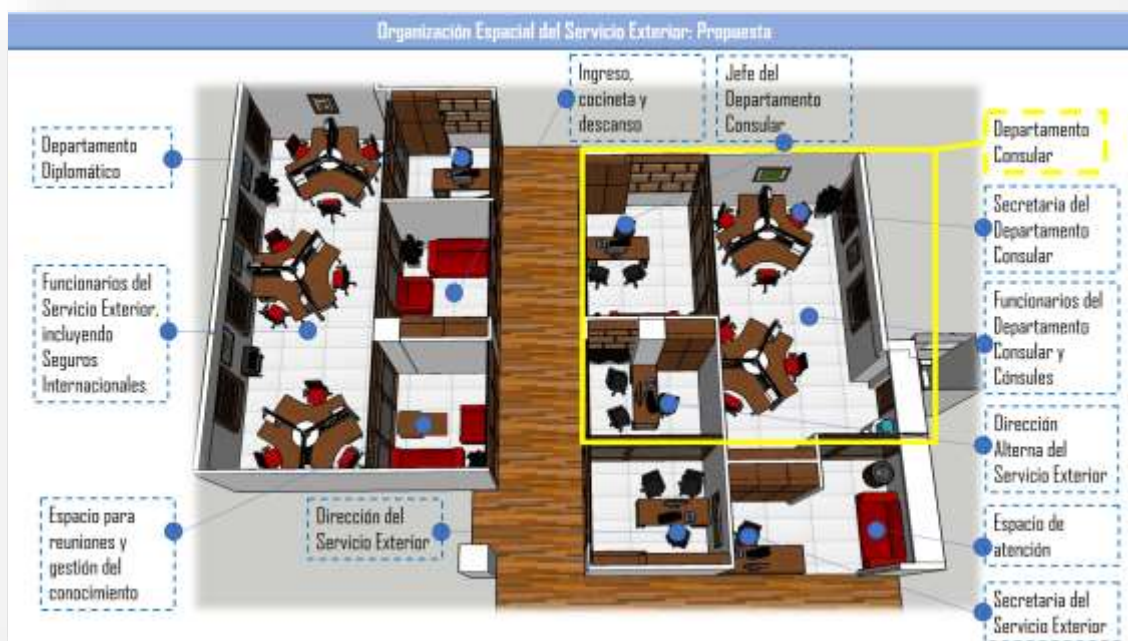 Organización Espacial del Servicio Exterior: Propuesta
Ingreso,
cocineta y
descanso
Jefe del
Departamento
Consular
Departamento
Diplomático
Departamento
Consular
Secretaria del
Departamento
Consular
Funcionarios del
Servicio Exterior,
incluyendo
Seguros
Internacionales
Funcionarios del
Departamento
Consular y
Cónsules
Dirección
Alterna del
Servicio Exterior
Espacio para
reuniones y
gestión del
conocimiento
Dirección del
Servicio Exterior
Espacio de
atención
Secretaria del
Servicio Exterior